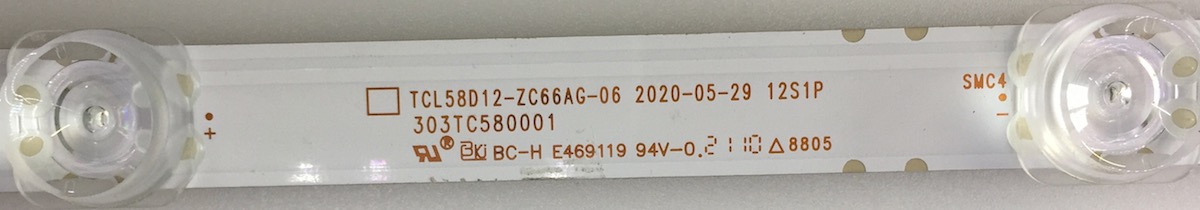 TCL58D12-ZC66AG-06 2020-05-29 12S1P
303TC580001
BC-H E469119 94V-0. 2110 △8805
SMC4
+
−